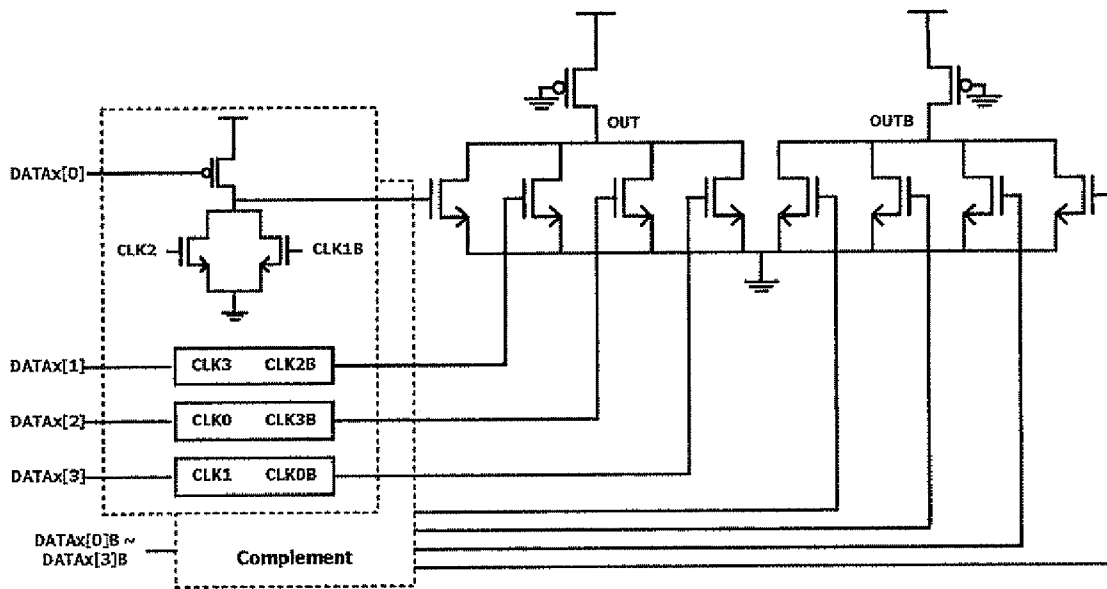 OUT
OUTB
DATAx[0]
CLK2
CLK1B
DATAx[1]
CLK3 CLK2B
DATAx[2]
CLK0 CLK3B
DATAx[3]
CLK1 CLK0B
DATAx[0]B ~
DATAx[3]B
Complement